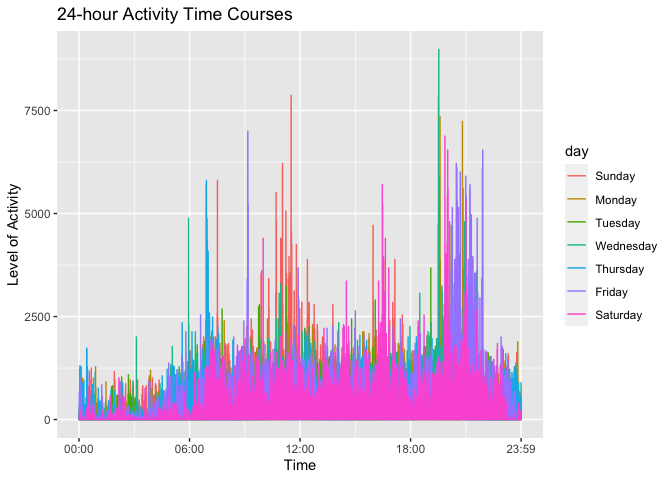 24-hour Activity Time Courses
Level of Activity
7500
5000
2500
0
00:00 06:00 12:00 18:00 23:59
Time
day
Sunday
Monday
Tuesday
Wednesday
Thursday
Friday
Saturday